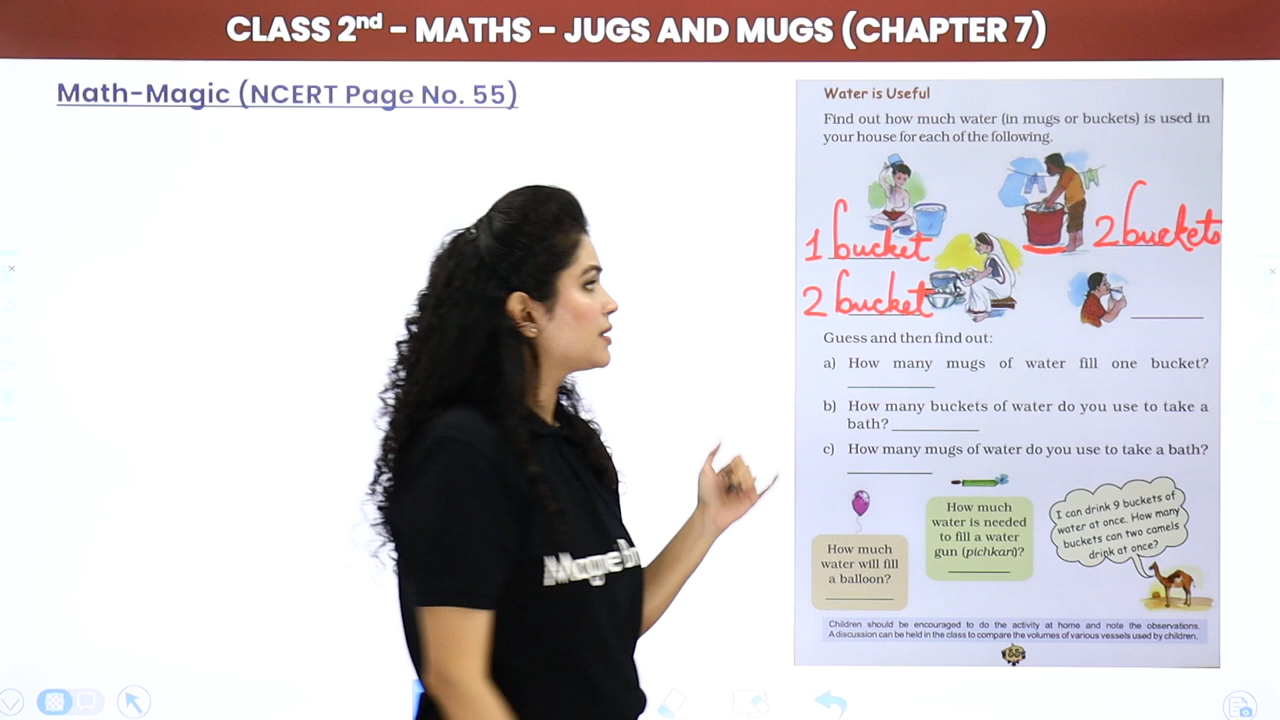 CLASS 2nd - MATHS - JUGS AND MUGS (CHAPTER 7)
Math-Magic (NCERT Page No. 55)
Water is Useful
Find out how much water (in mugs or buckets) is used in
your house for each of the following.
1 bucket
2 buckets
2 bucket
Guess and then find out:
a) How many mugs of water fill one bucket?
b) How many buckets of water do you use to take a
bath?
c) How many mugs of water do you use to take a bath?
How much
water will fill
a balloon?
How much
water is needed
to fill a water
gun (pichkari)?
I can drink 9 buckets of
water at once. How many
buckets can two camels
drink at once?
Children should be encouraged to do the activity at home and note the observations.
A discussion can be held in the class to compare the volumes of various vessels used by children.
55